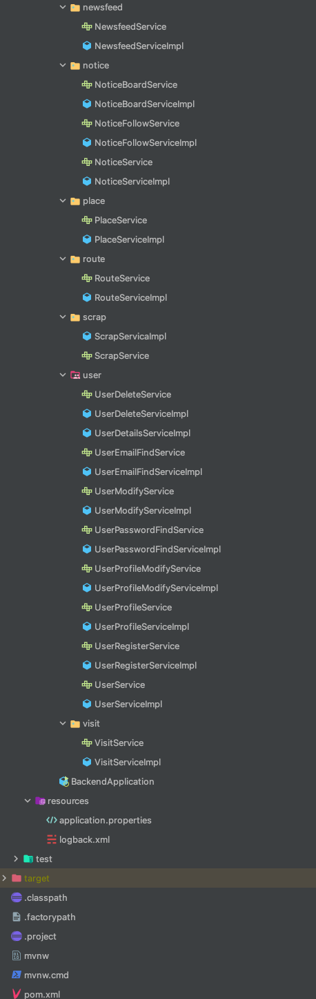 newsfeed
NewsfeedService
NewsfeedServiceImpl
notice
NoticeBoardService
NoticeBoardServiceImpl
NoticeFollowService
NoticeFollowServiceImpl
NoticeService
NoticeServiceImpl
place
PlaceService
PlaceServiceImpl
route
RouteService
RouteServiceImpl
scrap
ScrapServicaImpl
ScrapService
user
UserDeleteService
UserDeleteServiceImpl
UserDetailsServiceImpl
UserEmailFindService
UserEmailFindServiceImpl
UserModifyService
UserModifyServiceImpl
UserPasswordFindService
UserPasswordFindServiceImpl
UserProfileModifyService
UserProfileModifyServiceImpl
UserProfileService
UserProfileServiceImpl
UserRegisterService
UserRegisterServiceImpl
UserService
UserServiceImpl
visit
VisitService
VisitServiceImpl
BackendApplication
resources
application.properties
logback.xml
test
target
.classpath
.factorypath
.project
mvnw
mvnw.cmd
pom.xml